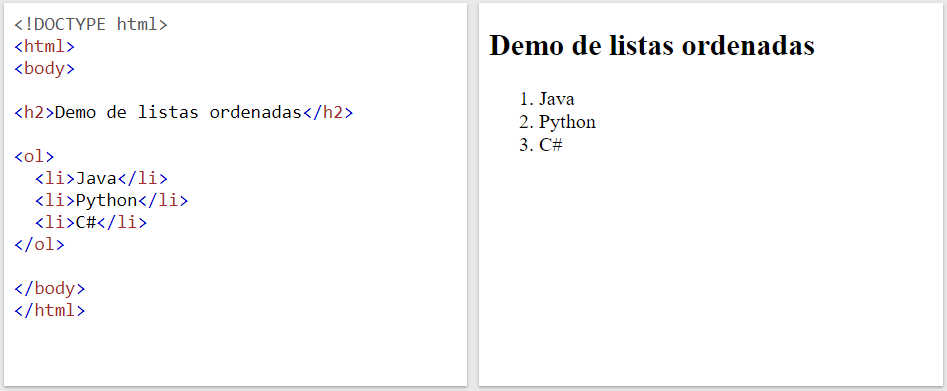 <!DOCTYPE html>
<html>
<body>
<h2>Demo de listas ordenadas</h2>
<ol>
  <li>Java</li>
  <li>Python</li>
  <li>C#</li>
</ol>
</body>
</html>
Demo de listas ordenadas
1. Java
2. Python
3. C#